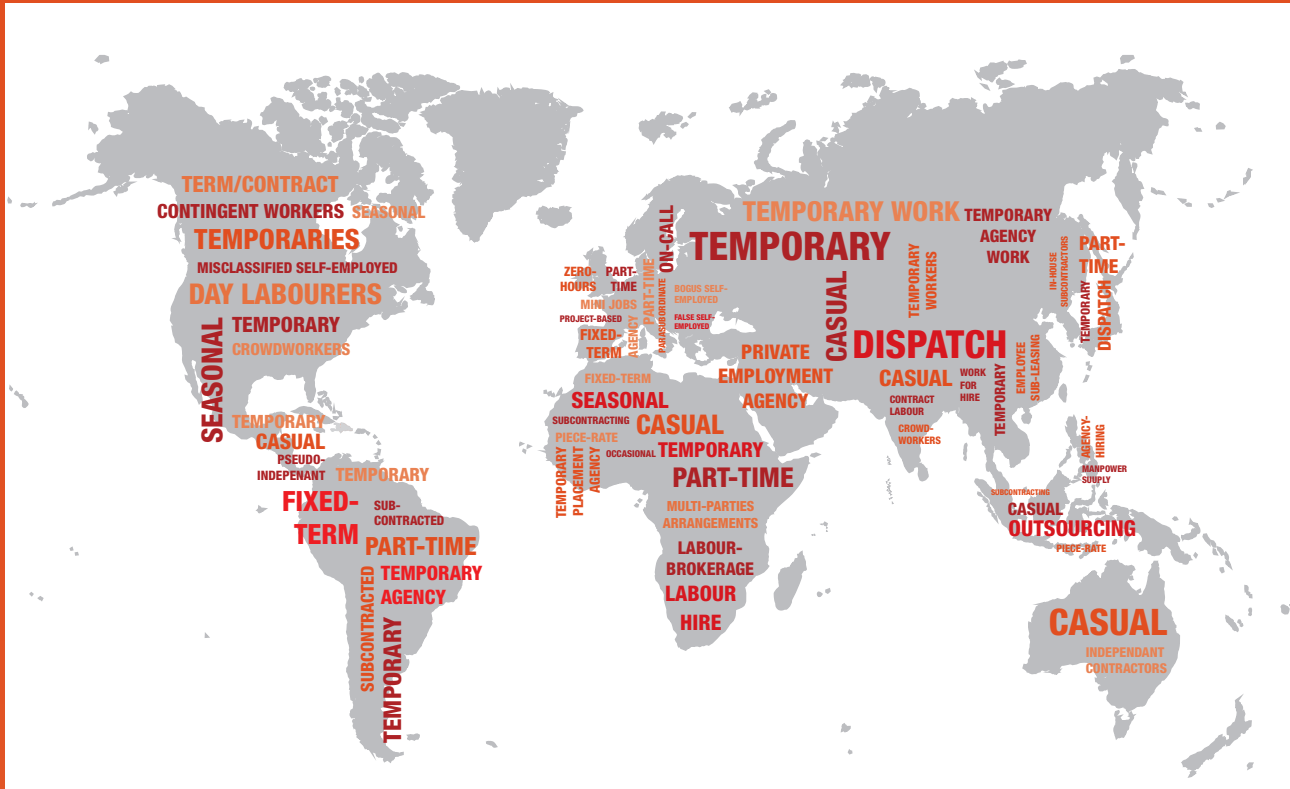 TERM/CONTRACT
CONTINGENT WORKERS
SEASONAL
TEMPORARIES
MISCLASSIFIED SELF-EMPLOYED
DAY LABOURERS
SEASONAL
TEMPORARY
CROWDWORKERS
TEMPORARY
CASUAL
PSEUDO-
INDEPENANT
TEMPORARY
FIXED-
TERM
SUB-
CONTRACTED
PART-TIME
SUBCONTRACTED
TEMPORARY
AGENCY
TEMPORARY
ZERO-
HOURS
PART-
TIME
MINI JOBS
PROJECT-BASED
FIXED-
TERM
AGENCY
PART-TIME
PARASUBORDINATE
ON-CALL
BOGUS SELF-
EMPLOYED
FALSE SELF-
EMPLOYED
FIXED-TERM
SEASONAL
SUBCONTRACTING
CASUAL
PIECE-RATE
OCCASIONAL
TEMPORARY
TEMPORARY
PLACEMENT
AGENCY
PART-TIME
MULTI-PARTIES
ARRANGEMENTS
LABOUR-
BROKERAGE
LABOUR
HIRE
PRIVATE
EMPLOYMENT
AGENCY
TEMPORARY WORK
TEMPORARY
TEMPORARY
AGENCY
WORK
CASUAL
TEMPORARY
WORKERS
DISPATCH
CASUAL
CONTRACT
LABOUR
CROWD-
WORKERS
WORK
FOR
HIRE
TEMPORARY
EMPLOYEE
SUB-LEASING
IN-HOUSE
SUBCONTRACTORS
PART-
TIME
TEMPORARY
DISPATCH
AGENCY-
HIRING
MANPOWER
SUUPLY
SUBCONTRACTING
CASUAL
OUTSOURCING
PIECE-RATE
CASUAL
INDEPENDANT
CONTRACTORS